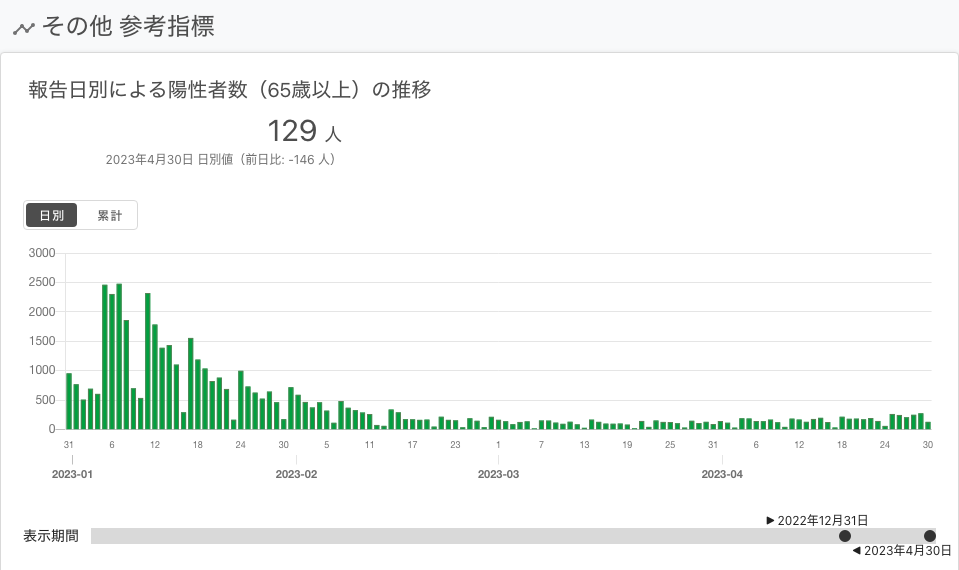 その他 参考指標
報告日別による陽性者数（65歳以上）の推移
129 人
2023年4月30日 日別値（前日比: -146 人）
日別 累計
3000
2500
2000
1500
1000
500
0
31 6 12 18 24 30 5 11 17 23 1 7 13 19 25 31 6 12 18 24 30
2023-01 2023-02 2023-03 2023-04
▶ 2022年12月31日
表示期間
◀ 2023年4月30日